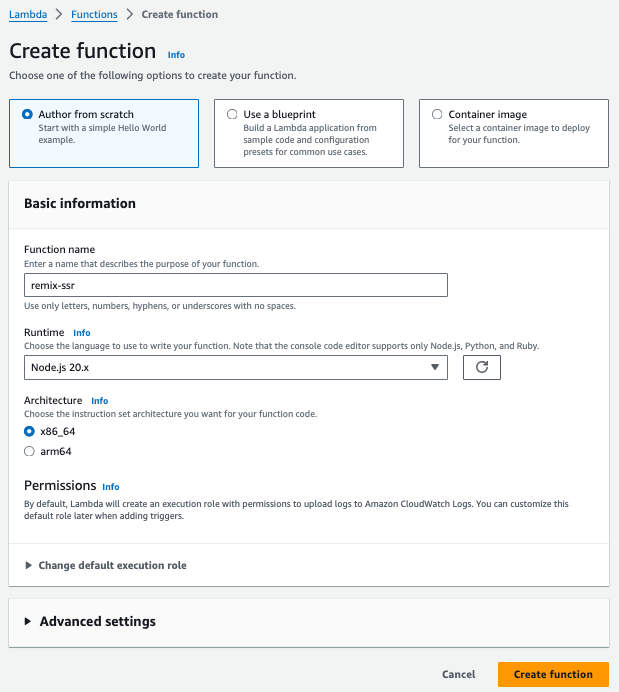 Lambda > Functions > Create function
Create function Info
Choose one of the following options to create your function.
Author from scratch
Start with a simple Hello World
example.
Use a blueprint
Build a Lambda application from
sample code and configuration
presets for common use cases.
Container image
Select a container image to deploy
for your function.
Basic information
Function name
Enter a name that describes the purpose of your function.
remix-ssr
Use only letters, numbers, hyphens, or underscores with no spaces.
Runtime Info
Choose the language to use to write your function. Note that the console code editor supports only Node.js, Python, and Ruby.
Node.js 20.x
Architecture Info
Choose the instruction set architecture you want for your function code.
x86_64
arm64
Permissions Info
By default, Lambda will create an execution role with permissions to upload logs to Amazon CloudWatch Logs. You can customize this
default role later when adding triggers.
Change default execution role
Advanced settings
Cancel Create function